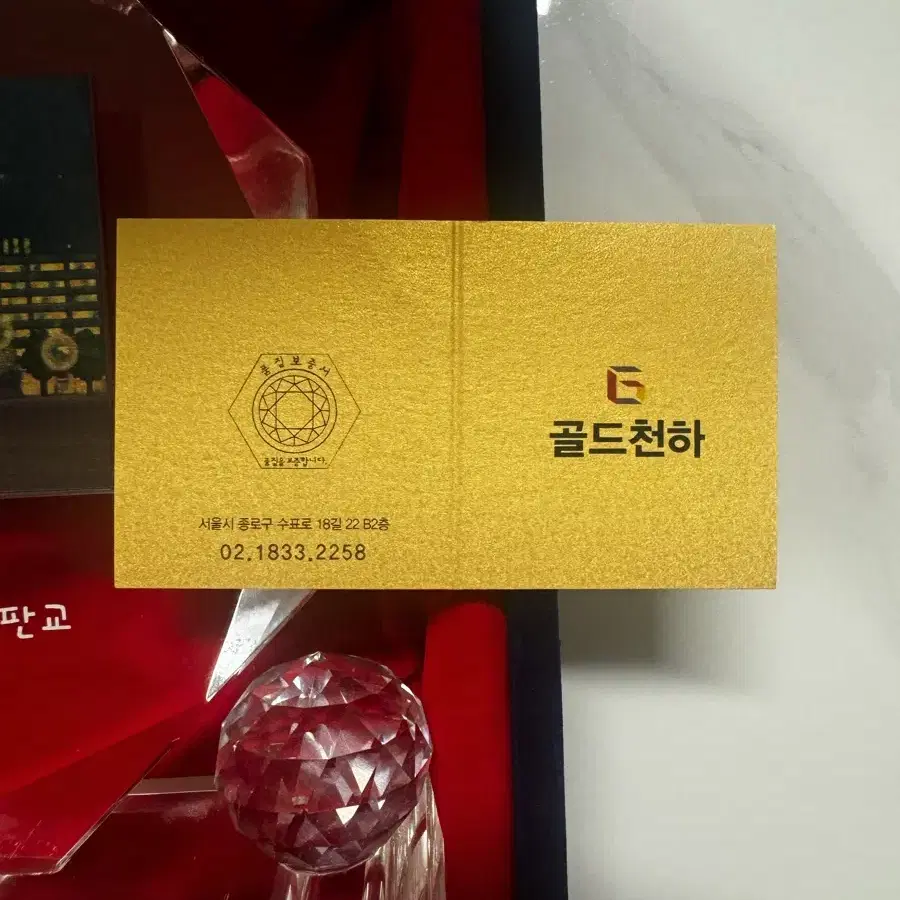 품질보증서
품질을 보증합니다.
서울시 종로구 수표로 18길 22 B2층
02.1833.2258
골드천하
판교